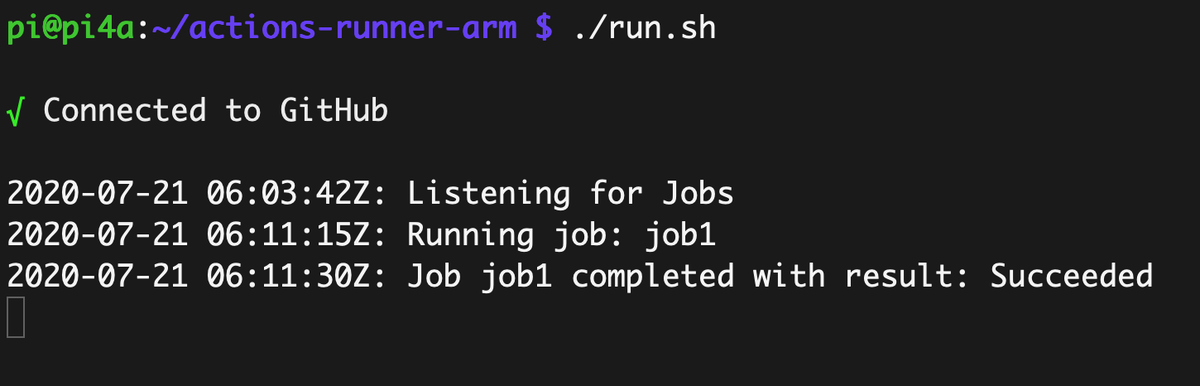 pi@pi4a:~/actions-runner-arm $ ./run.sh
√ Connected to GitHub
2020-07-21 06:03:42Z: Listening for Jobs
2020-07-21 06:11:15Z: Running job: job1
2020-07-21 06:11:30Z: Job job1 completed with result: Succeeded